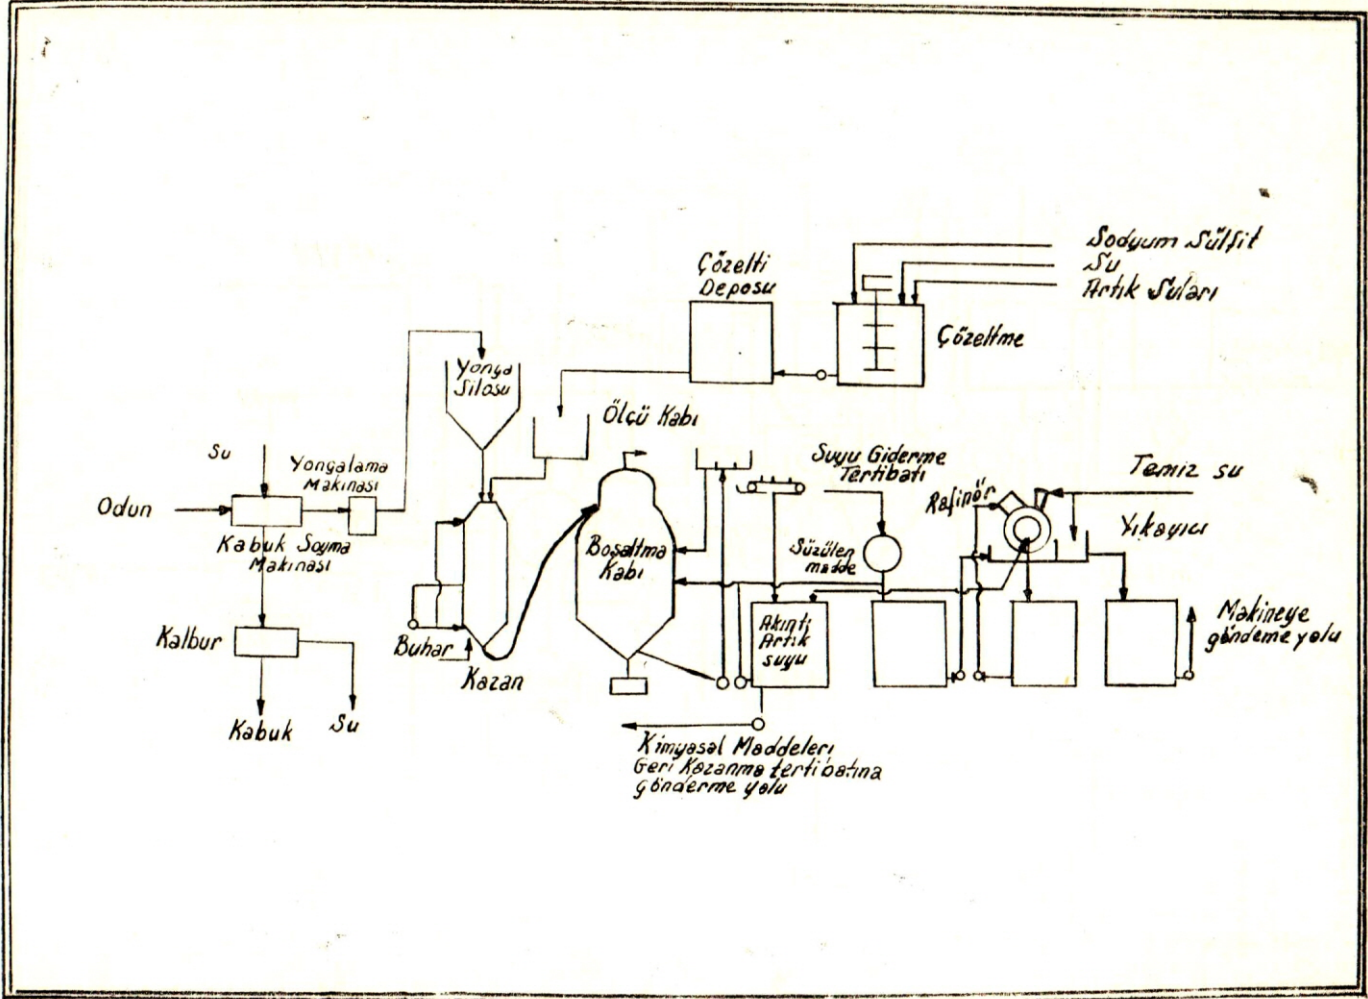 Sodyum Sülfit
Su
Artık Suları
Çözelti
Deposu
Çözeltme
Yonga
Silosu
Ölçü Kabı
Su
Yongalama
Makinası
Suyu Giderme
Tertibatı
Temiz su
Odun
Rafinör
Yıkayıcı
Kabuk Soyma
Makinası
Boşaltma
Kabı
Süzülen
madde
Kalbur
Buhar
Kazan
Akıntı
Artık
suyu
Makineye
göndeme yolu
Kabuk
Su
Kimyasal Maddeleri
Geri Kazanma tertibatına
gönderme yolu